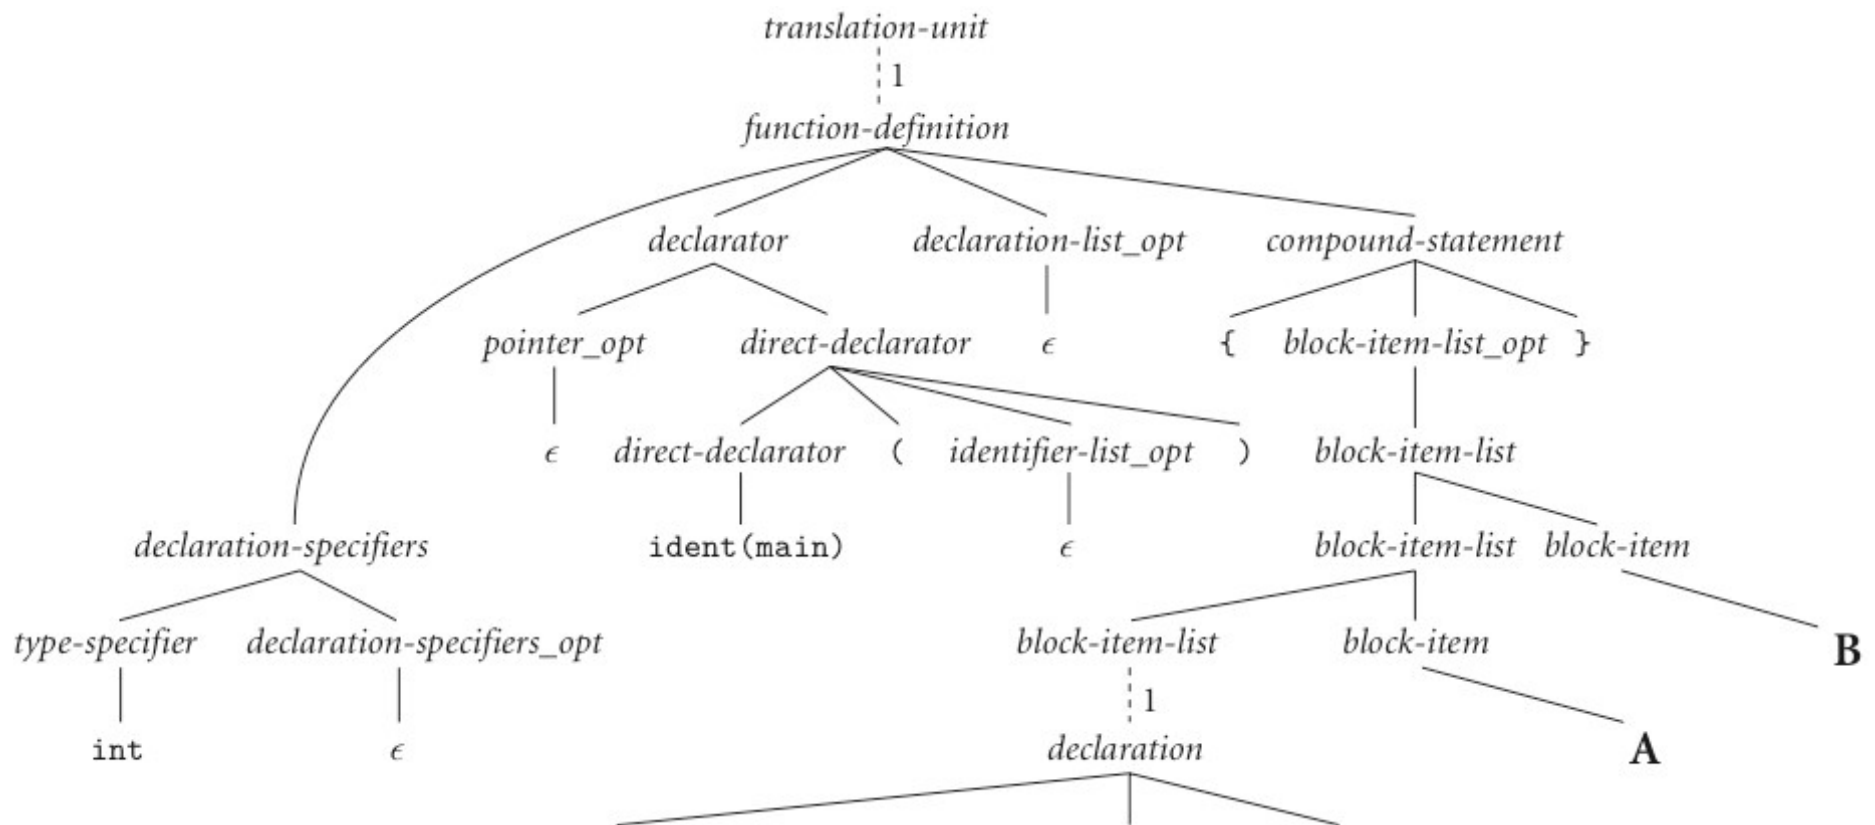 translation-unit
1
function-definition
declarator declaration-list_opt compound-statement
pointer_opt direct-declarator ϵ { block-item-list_opt }
ϵ direct-declarator ( identifier-list_opt ) block-item-list
declaration-specifiers ident(main) ϵ block-item-list block-item
type-specifier declaration-specifiers_opt block-item-list block-item B
1
int ϵ declaration A